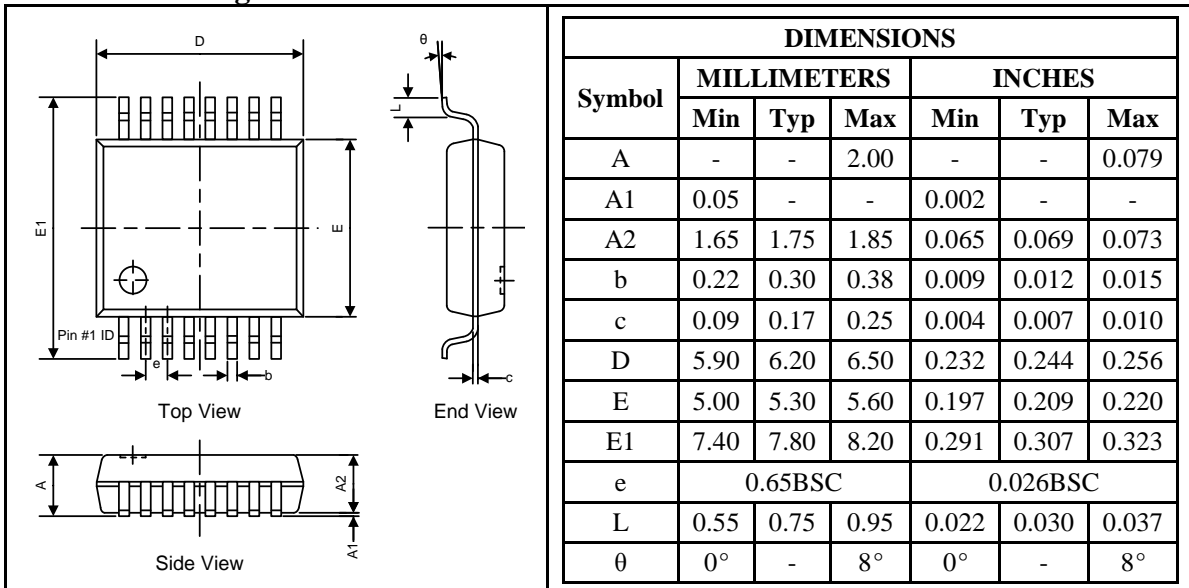 D
θ
L
E1
E
Pin #1 ID
e
b
c
Top View
End View
A
A2
A1
Side View
DIMENSIONS
Symbol MILLIMETERS INCHES
Min Typ Max Min Typ Max
A - - 2.00 - - 0.079
A1 0.05 - - 0.002 - -
A2 1.65 1.75 1.85 0.065 0.069 0.073
b 0.22 0.30 0.38 0.009 0.012 0.015
c 0.09 0.17 0.25 0.004 0.007 0.010
D 5.90 6.20 6.50 0.232 0.244 0.256
E 5.00 5.30 5.60 0.197 0.209 0.220
E1 7.40 7.80 8.20 0.291 0.307 0.323
e 0.65BSC 0.026BSC
L 0.55 0.75 0.95 0.022 0.030 0.037
θ 0° - 8° 0° - 8°